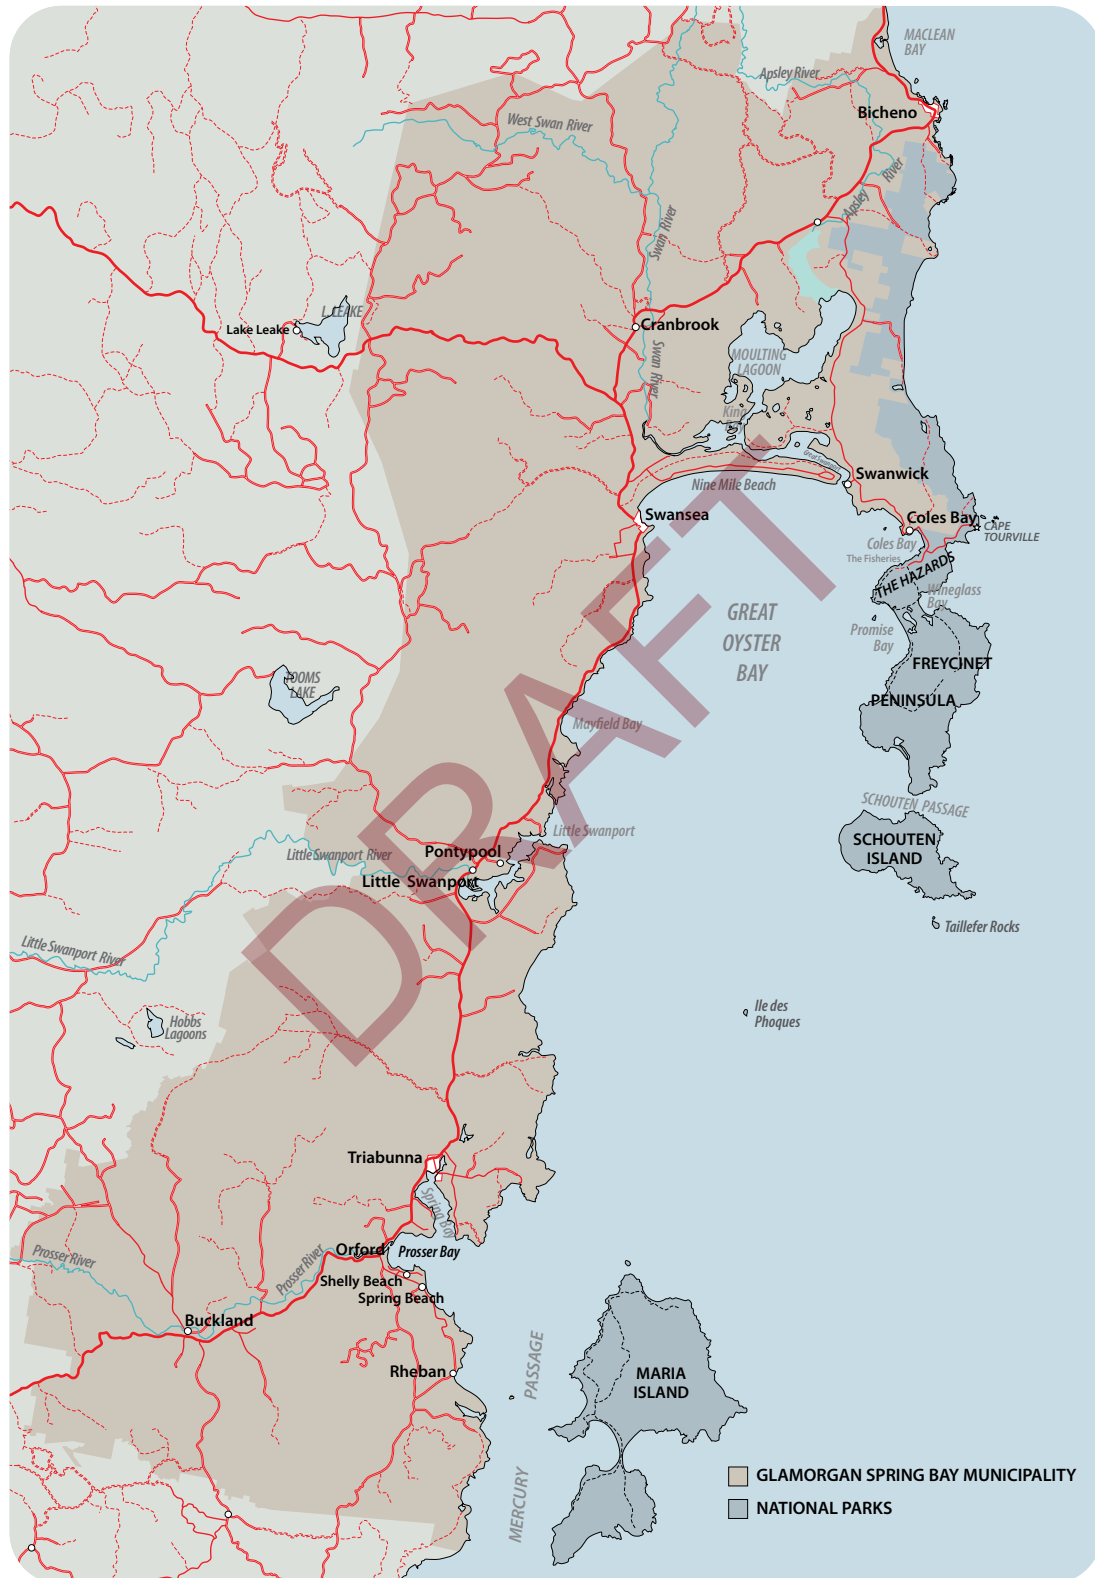 MACLEAN
BAY
Apsley River
Bicheno
West Swan River
Apsley
River
Swan River
L. LEAKE
Lake Leake
Cranbrook
Swan River
MOULTING
LAGOON
King
Swanwick
Great Swanport
Nine Mile Beach
Swansea
Coles Bay
CAPE
TOURVILLE
Coles Bay
The Fisheries
THE HAZARDS
Wineglass
Bay
GREAT
OYSTER
BAY
Promise
Bay
FREYCINET
PENINSULA
TOOMS
LAKE
Mayfield Bay
SCHOUTEN PASSAGE
SCHOUTEN
ISLAND
Little Swanport
Pontypool
Little Swanport River
Little Swanport
Taillefer Rocks
Little Swanport River
Ile des
Phoques
Hobbs
Lagoons
DRAFT
Triabunna
Spring Bay
Orford
Prosser Bay
Prosser River
Prosser River
Shelly Beach
Spring Beach
Buckland
Rheban
PASSAGE
MERCURY
MARIA
ISLAND
GLAMORGAN SPRING BAY MUNICIPALITY
NATIONAL PARKS